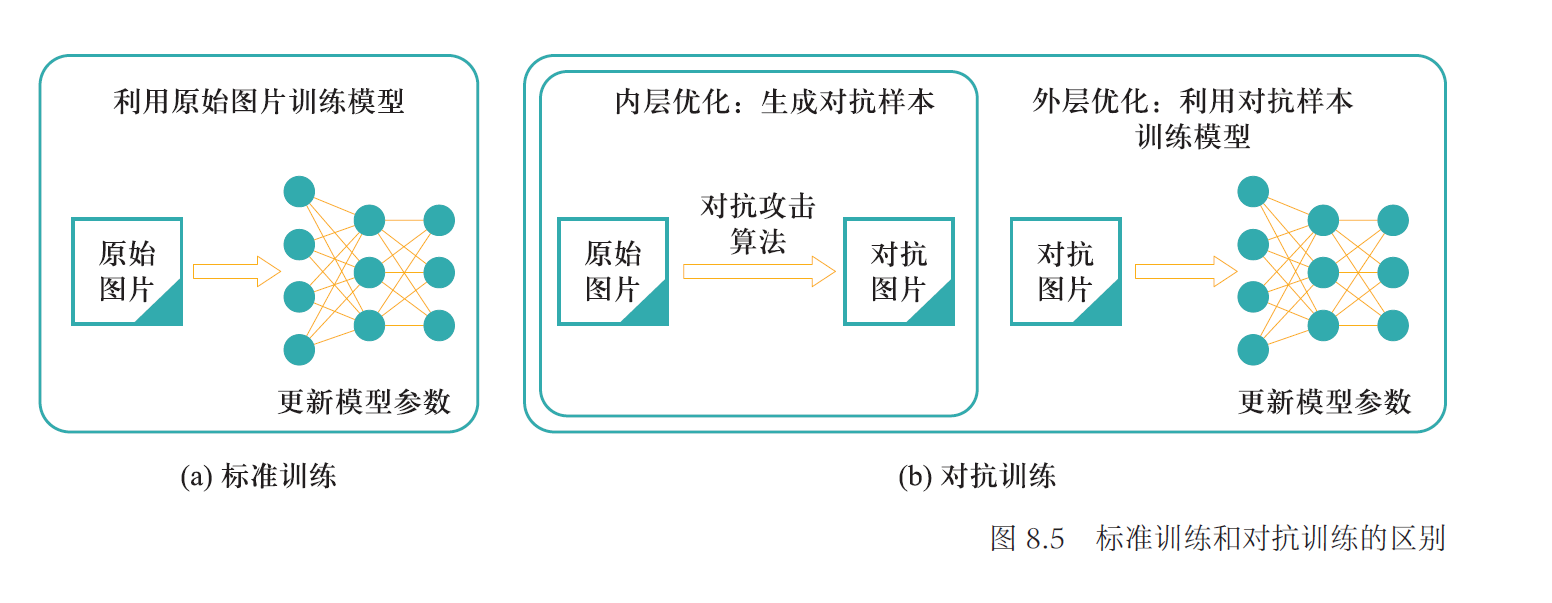 利用原始图片训练模型
原始
图片
更新模型参数
(a) 标准训练
内层优化：生成对抗样本
原始
图片
对抗攻击
算法
对抗
图片
外层优化：利用对抗样本
训练模型
对抗
图片
更新模型参数
(b) 对抗训练
图 8.5 标准训练和对抗训练的区别